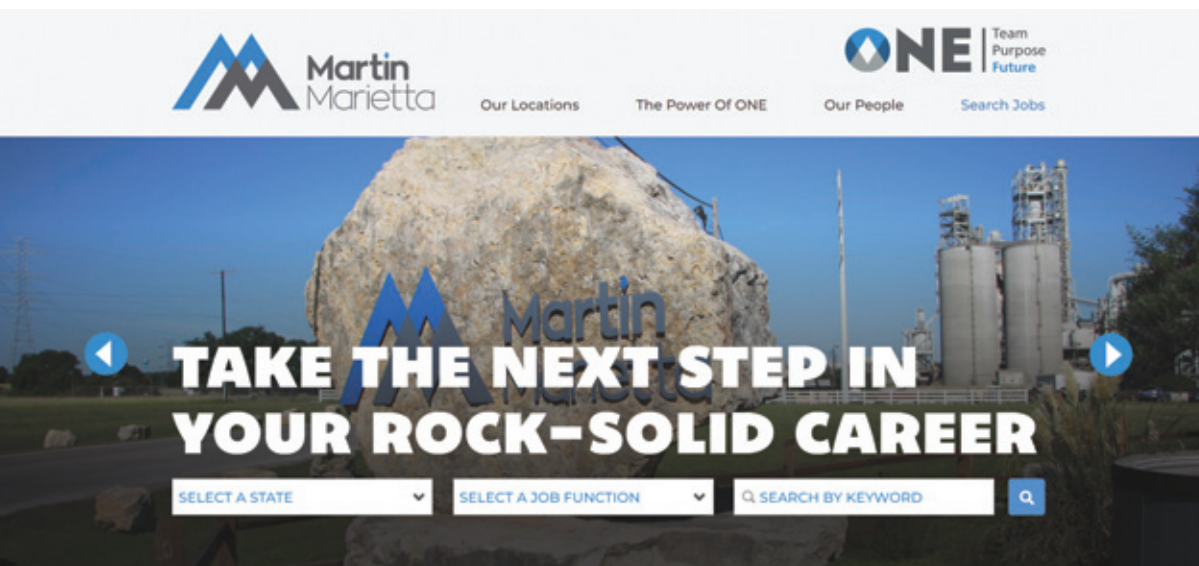 Martin
Marietta
ONE
Team
Purpose
Future
Our Locations
The Power Of ONE
Our People
Search Jobs
Martin
Marietta
TAKE THE NEXT STEP IN
YOUR ROCK-SOLID CAREER
SELECT A STATE
SELECT A JOB FUNCTION
SEARCH BY KEYWORD